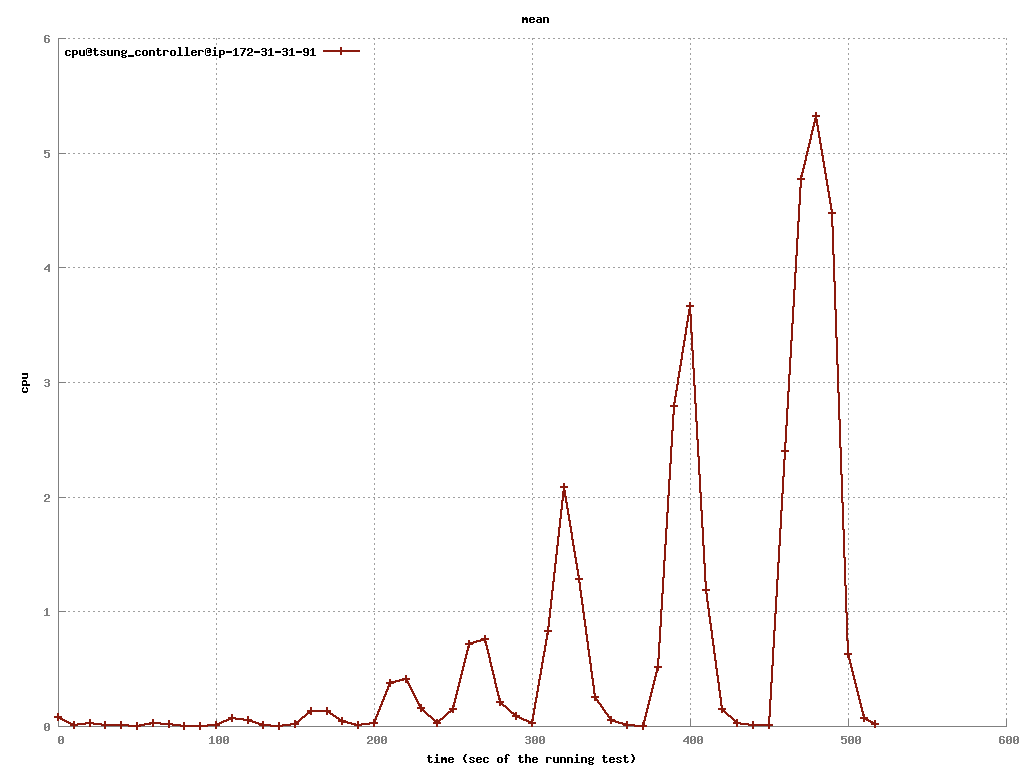 mean
6
cpu@tsung_controller@ip-172-31-31-91
5
4
3
cpu
2
1
0
0 100 200 300 400 500 600
time (sec of the running test)